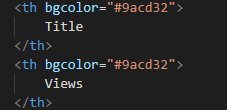 <th bgcolor="#9acd32">
Title
</th>
<th bgcolor="#9acd32">
Views
</th>